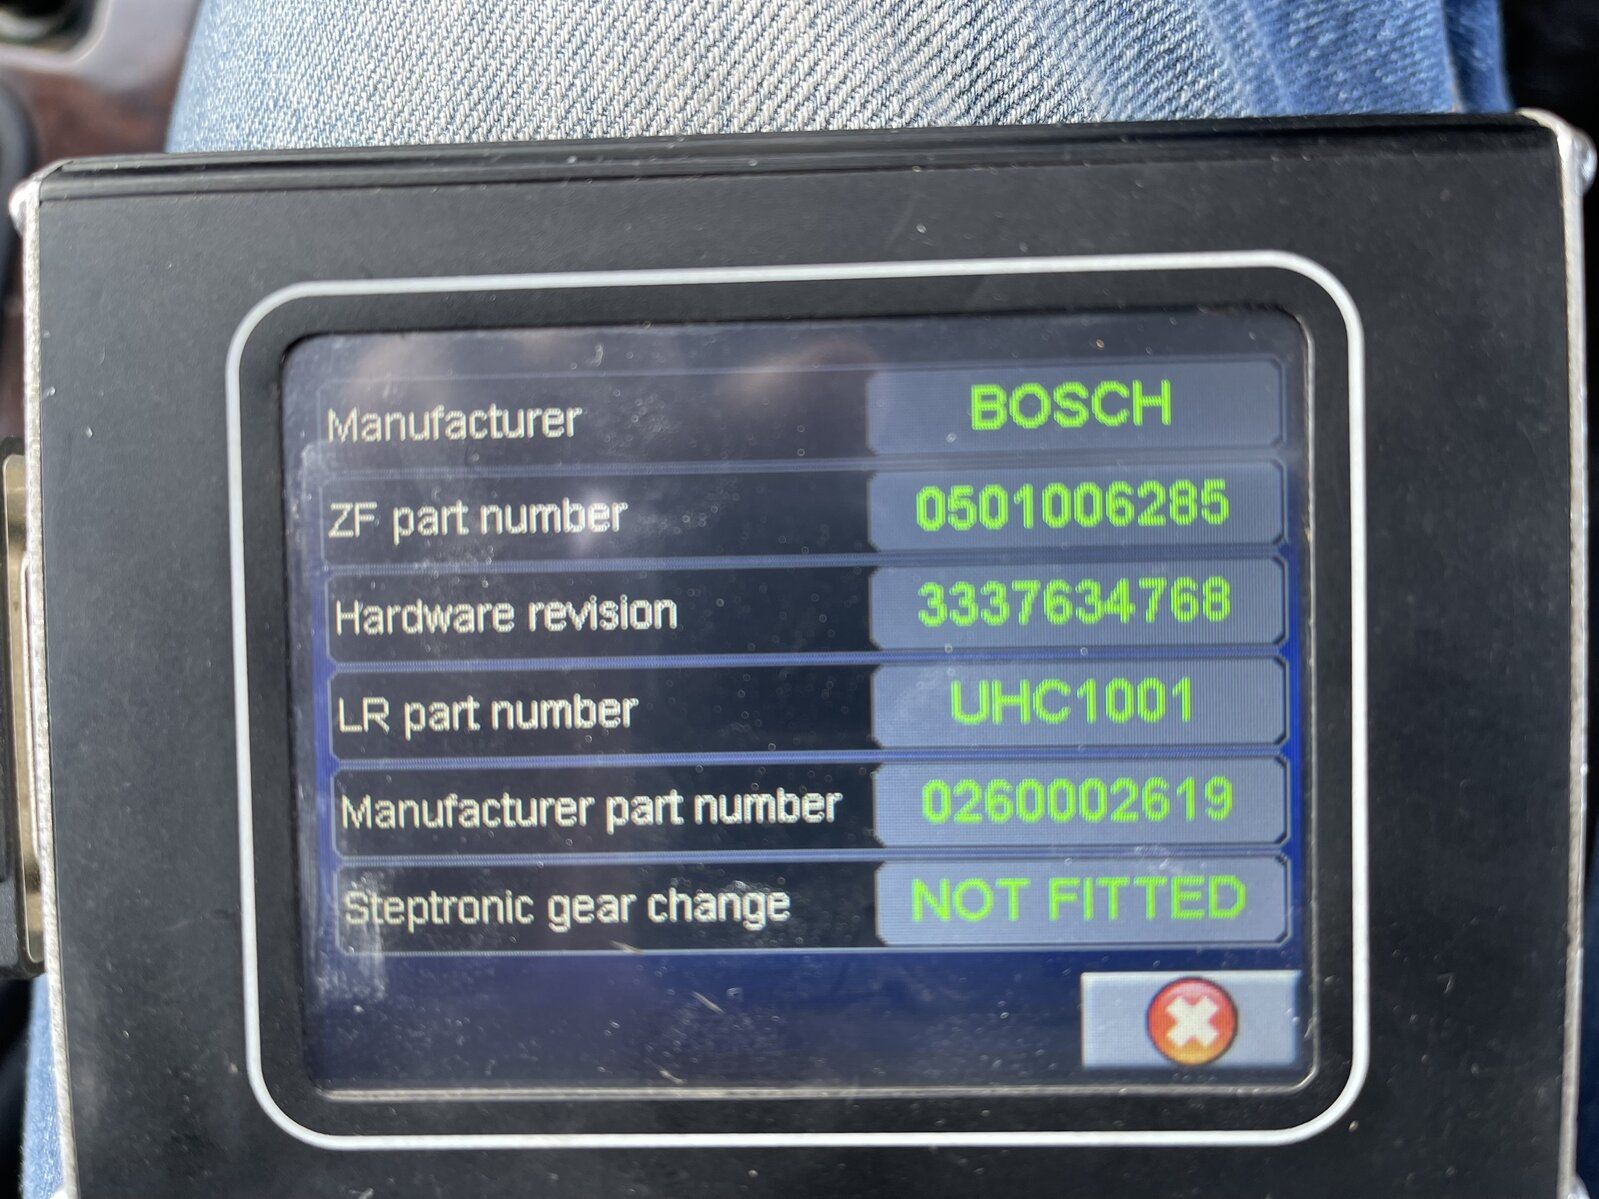 Manufacturer BOSCH
ZF part number 0501006285
Hardware revision 3337634768
LR part number UHC1001
Manufacturer part number 0260002619
Steptronic gear change NOT FITTED